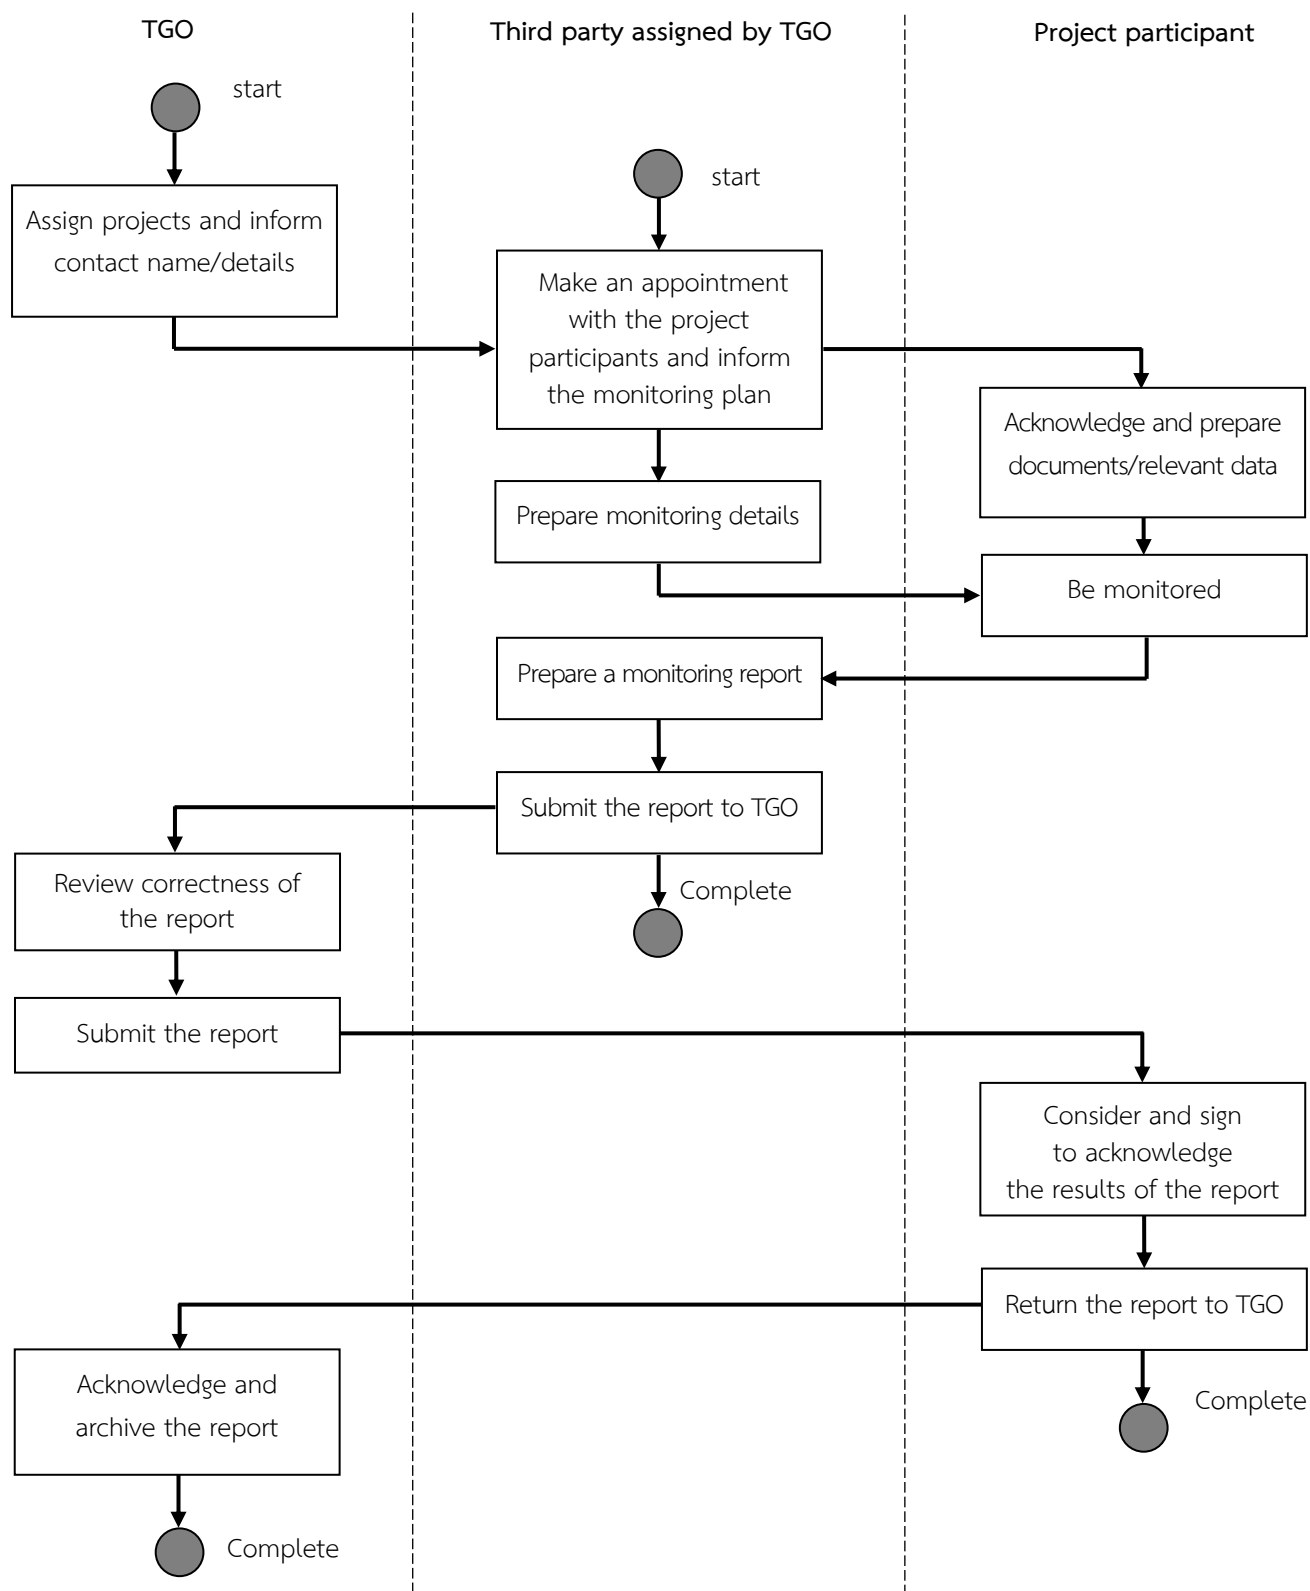 TGO
Third party assigned by TGO
Project participant
start
start
Assign projects and inform
contact name/details
Make an appointment
with the project
participants and inform
the monitoring plan
Acknowledge and prepare
documents/relevant data
Prepare monitoring details
Be monitored
Prepare a monitoring report
Submit the report to TGO
Review correctness of
the report
Complete
Submit the report
Consider and sign
to acknowledge
the results of the report
Return the report to TGO
Acknowledge and
archive the report
Complete
Complete